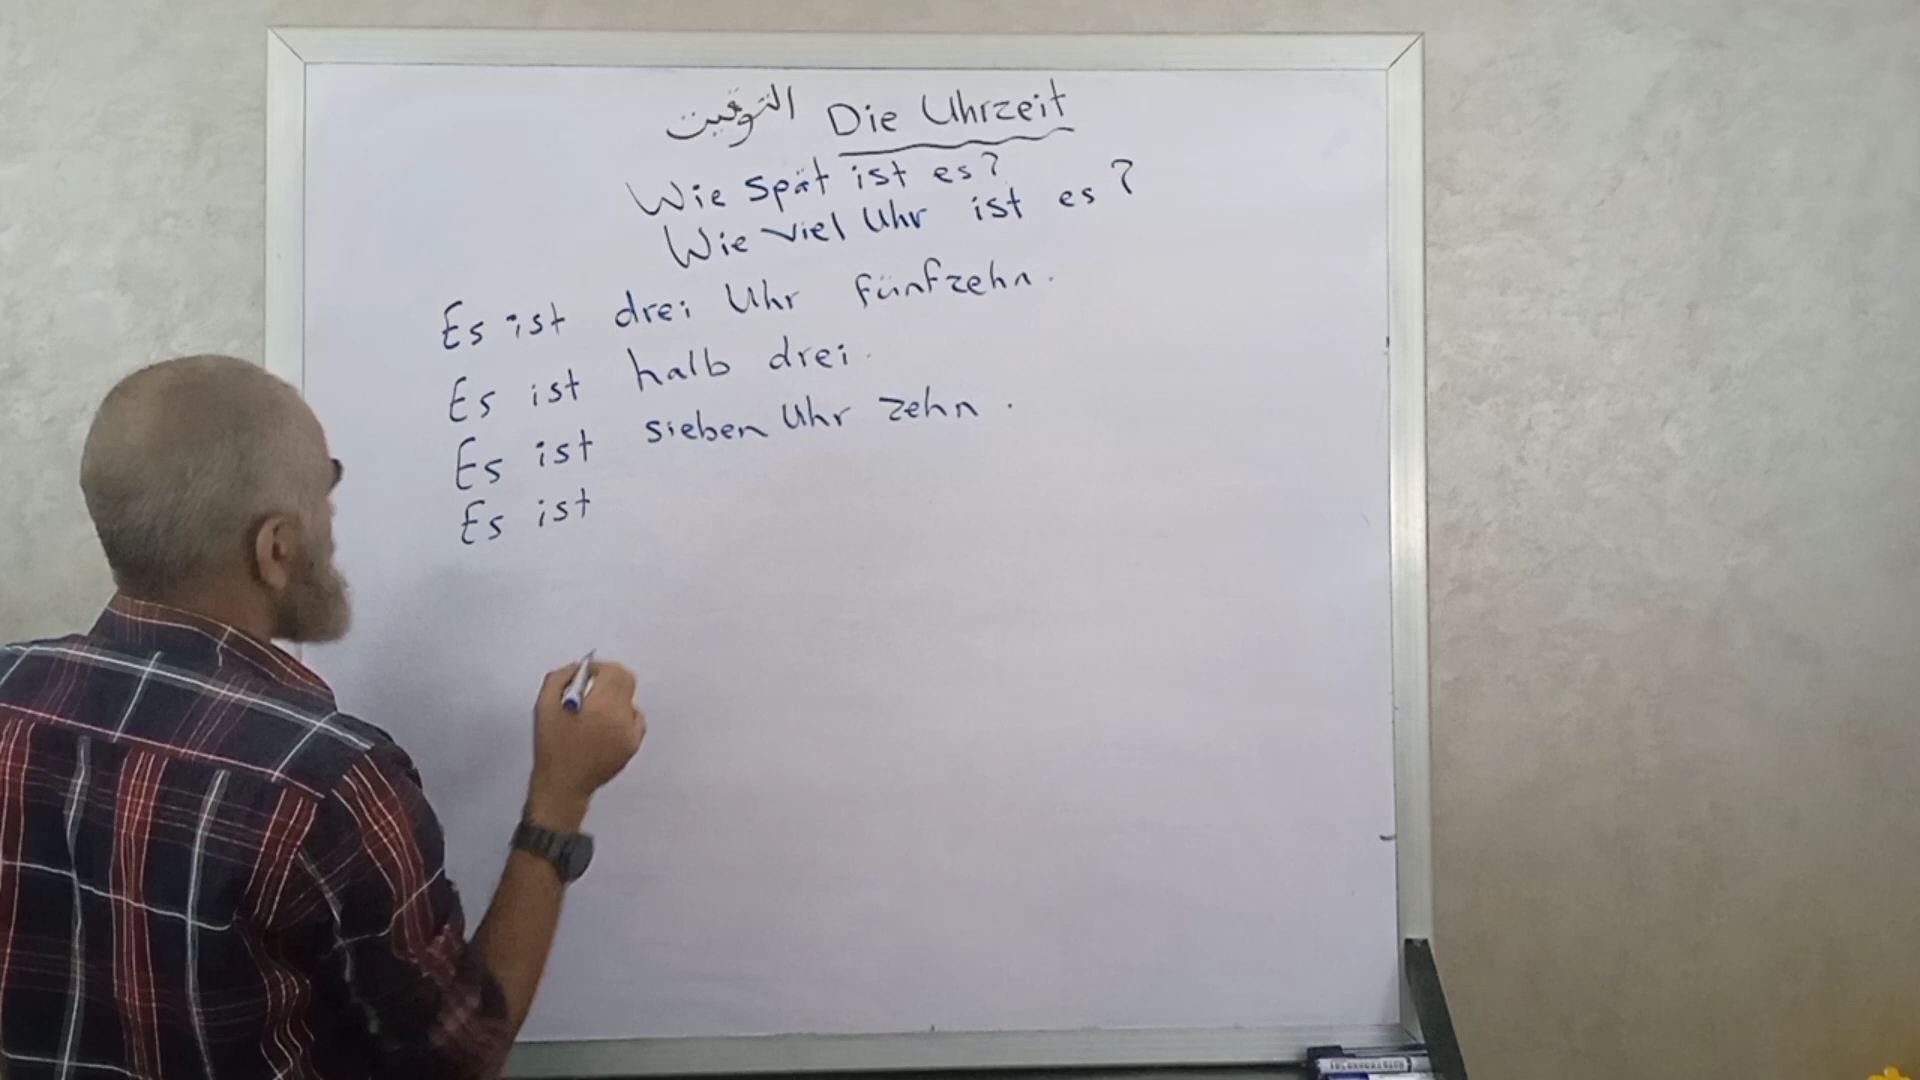 التوقيت Die Uhrzeit
Wie spät ist es?
Wie viel Uhr ist es?
Es ist drei Uhr fünfzehn.
Es ist halb drei.
Es ist sieben Uhr zehn.
Es ist